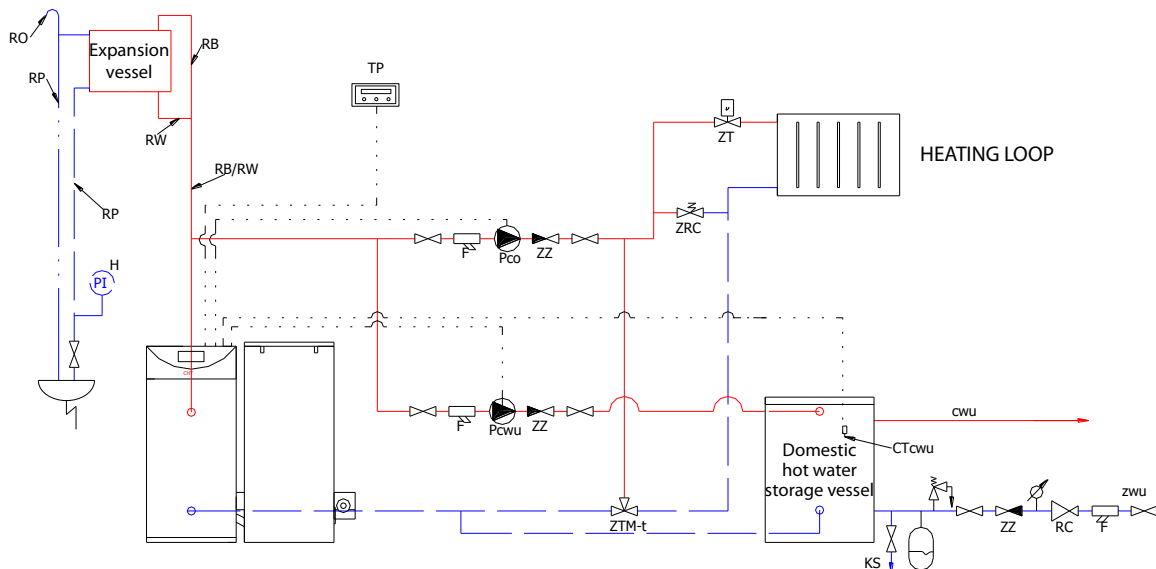 RO
RB
Expansion
vessel
RP
TP
RW
ZT
HEATING LOOP
RB/RW
RP
ZRC
F
Pco
ZZ
H
PI
F
Pcwu
ZZ
cwu
CTcwu
Domestic
hot water
storage vessel
zwu
ZTM-t
ZZ
RC
F
KS